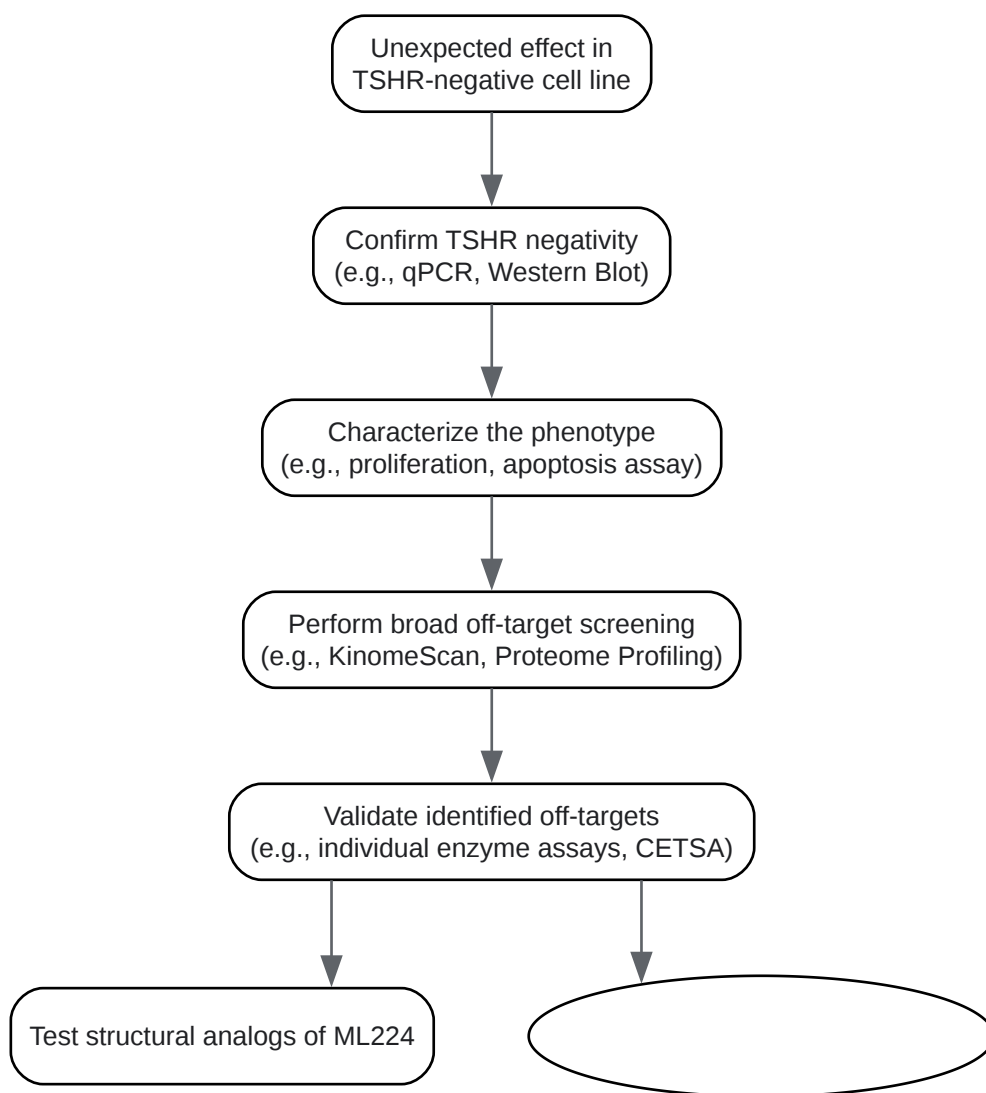 Unexpected effect in
TSHR-negative cell line
Confirm TSHR negativity
(e.g., qPCR, Western Blot)
Characterize the phenotype
(e.g., proliferation, apoptosis assay)
Perform broad off-target screening
(e.g., KinomeScan, Proteome Profiling)
Validate identified off-targets
(e.g., individual enzyme assays, CETSA)
Test structural analogs of ML224